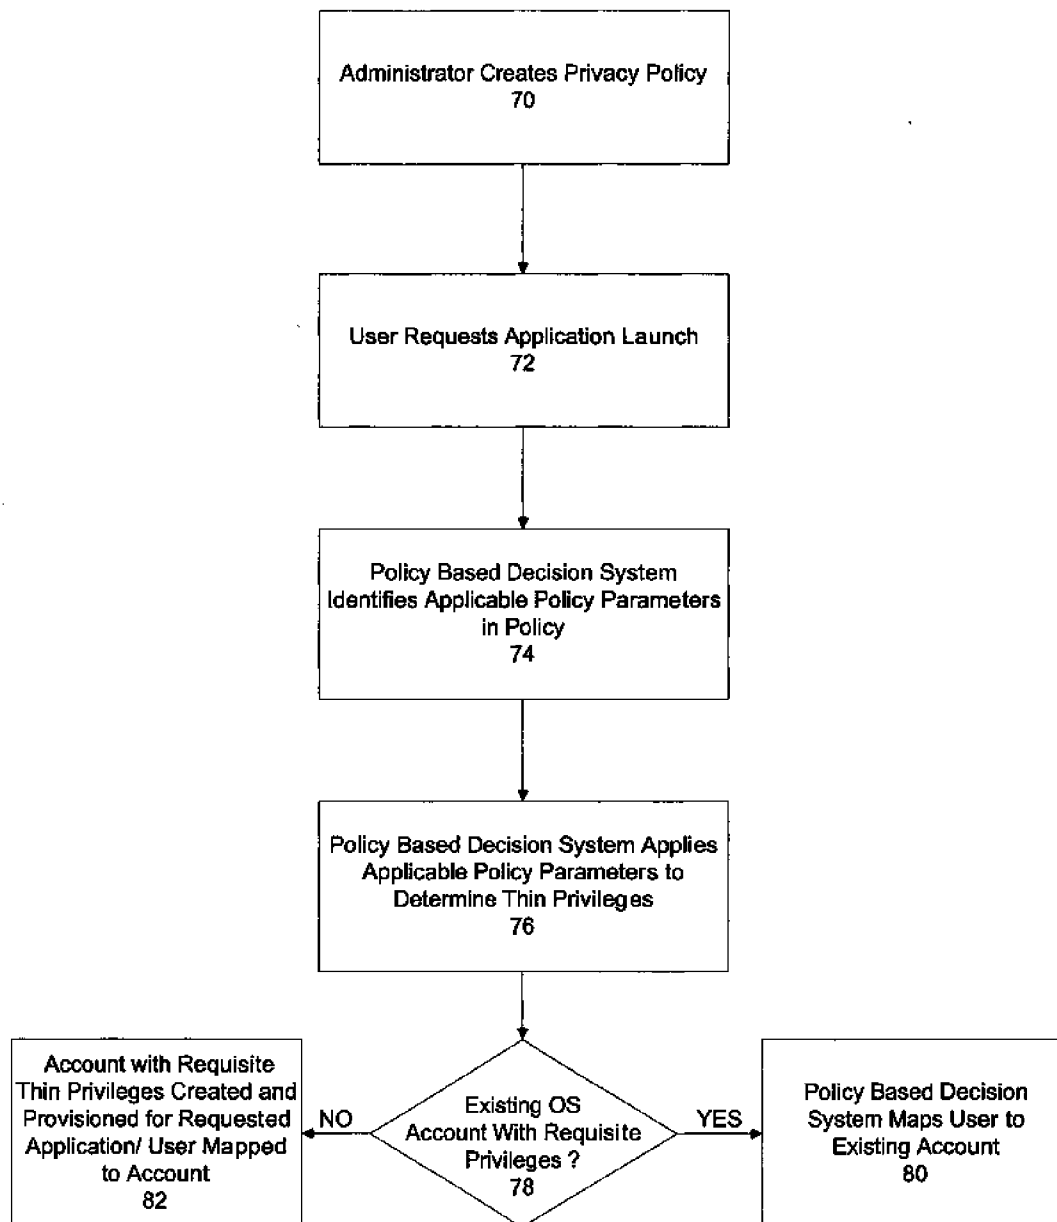 Administrator Creates Privacy Policy
70
User Requests Application Launch
72
Policy Based Decision System
Identifies Applicable Policy Parameters
in Policy
74
Policy Based Decision System Applies
Applicable Policy Parameters to
Determine Thin Privileges
76
Existing OS
Account With Requisite
Privileges ?
78
NO
Account with Requisite
Thin Privileges Created and
Provisioned for Requested
Application/ User Mapped
to Account
82
YES
Policy Based Decision
System Maps User to
Existing Account
80